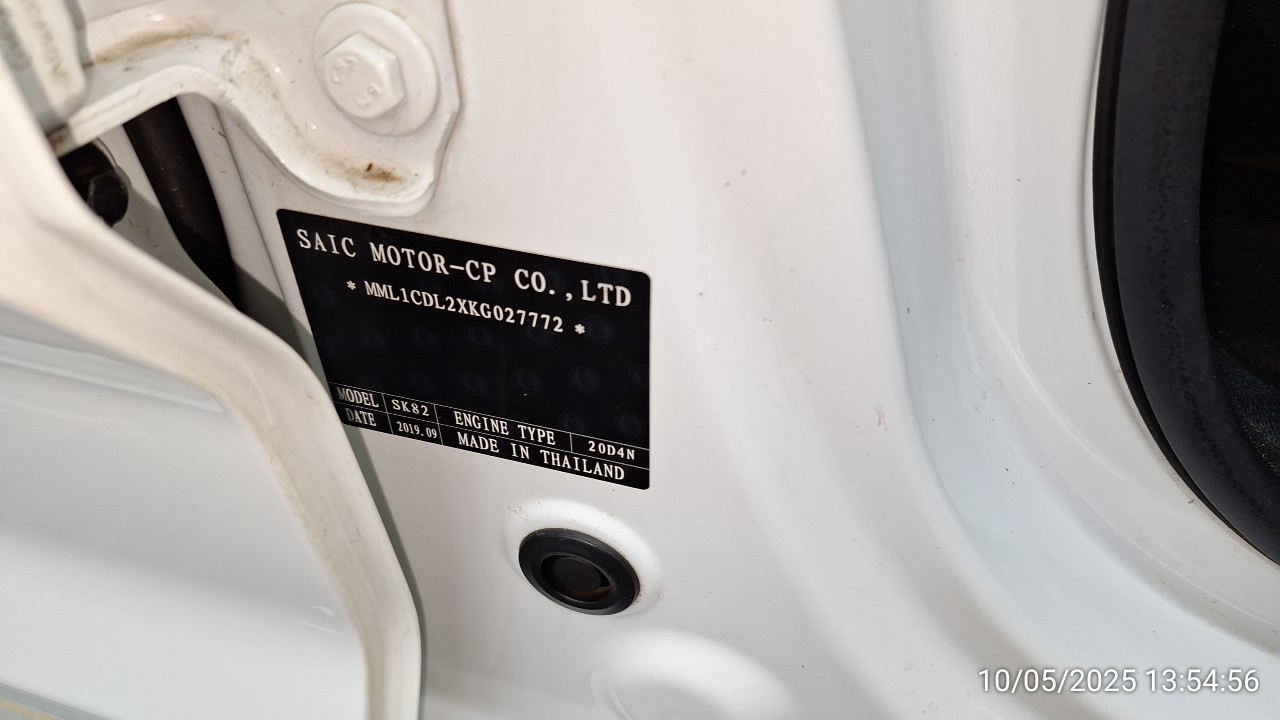 SAIC MOTOR-CP CO.,LTD
* MML1CDL2XKG027772 *
MODEL SK82 ENGINE TYPE 20D4N
DATE 2019.09 MADE IN THAILAND
10/05/2025 13:54:56